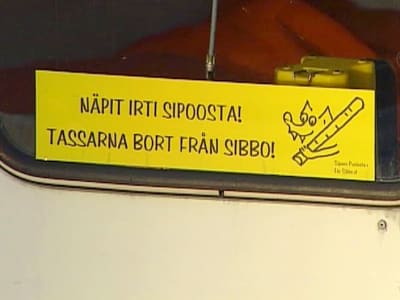 NÄPIT IRTI SIPOOSTA!
TASSARNA BORT FRÅN SIBBO!